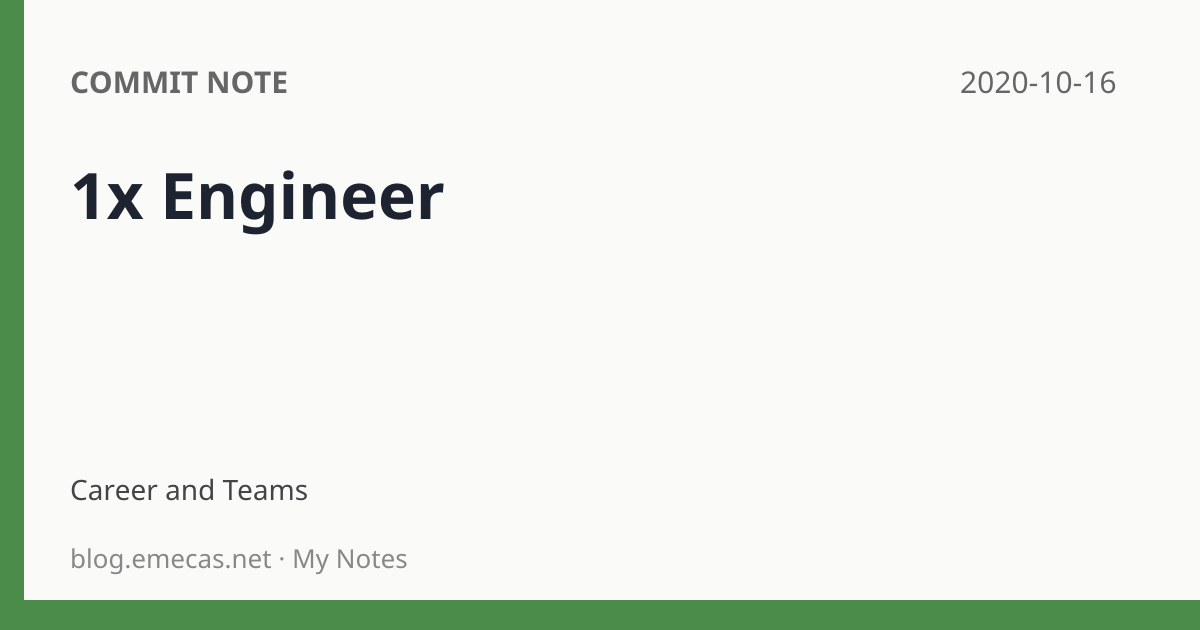 COMMIT NOTE
2020-10-16
1x Engineer
Career and Teams
blog.emecas.net · My Notes